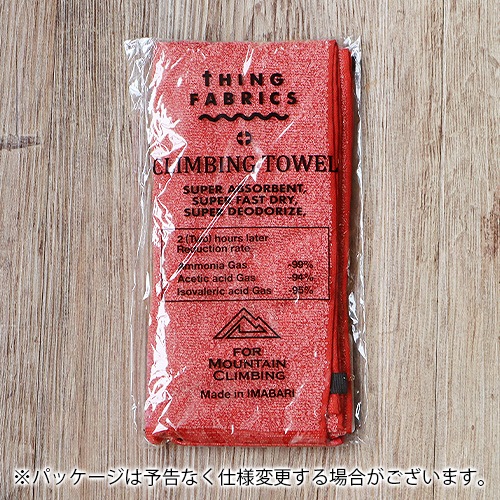 tHING
FABRICS
CLIMBING TOWEL
SUPER ABSORBENT,
SUPER FAST DRY,
SUPER DEODORIZE,
2 (Two) hours later
Reduction rate
Ammonia Gas -99%
Acetic acid Gas -94%
Isovaleric acid Gas -95%
FOR
MOUNTAIN
CLIMBING
Made in IMABARI
※パッケージは予告なく仕様変更する場合がございます。